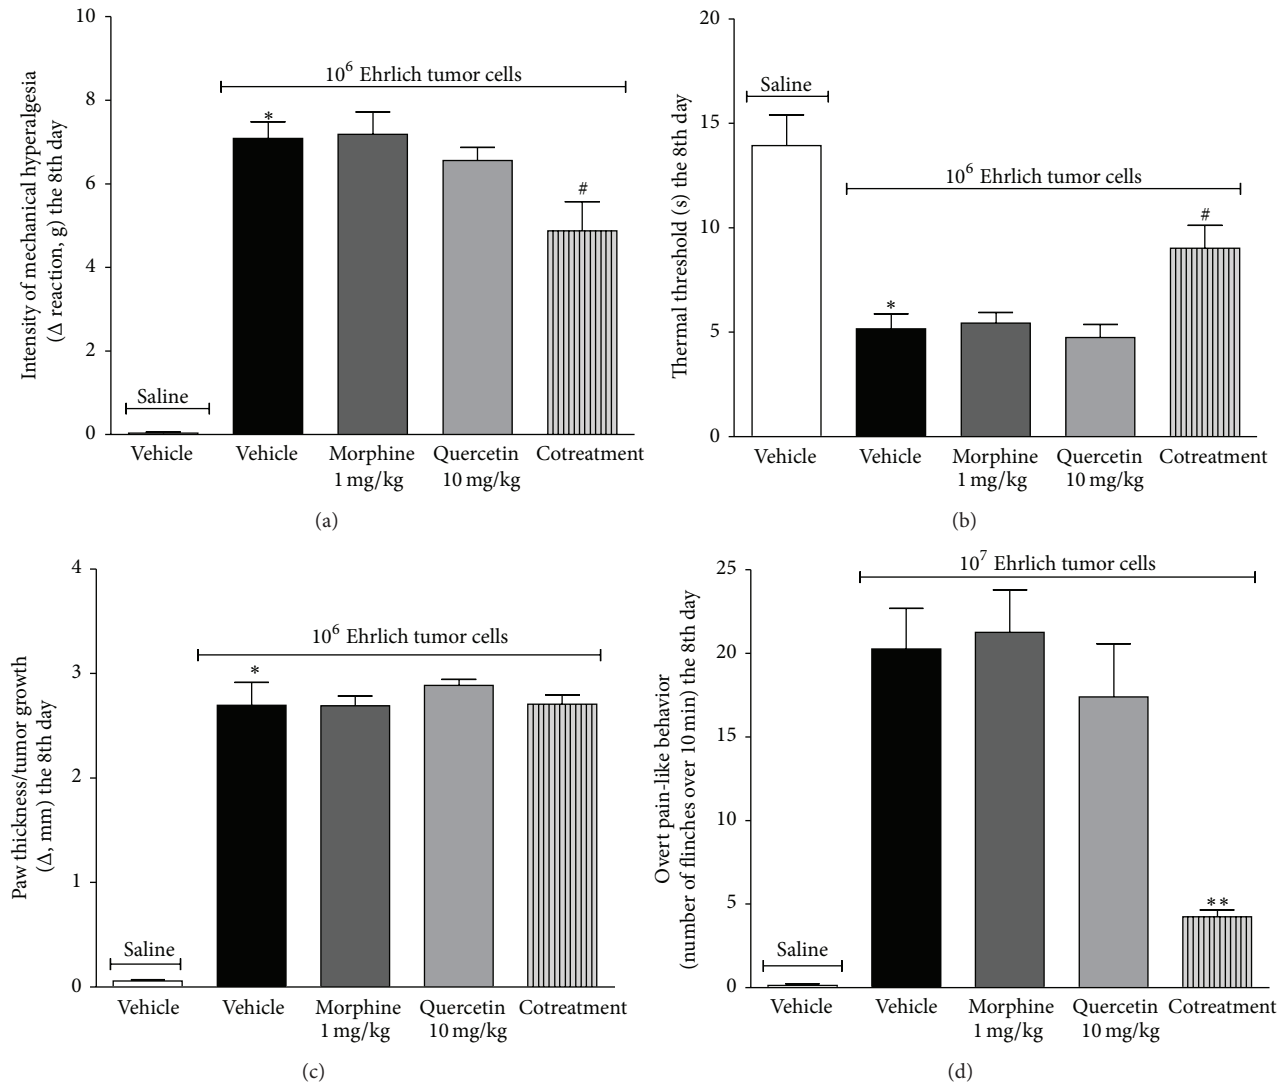 10
8
6
4
2
0
Intensity of mechanical hyperalgesia
(Δ reaction, g) the 8th day
10⁶ Ehrlich tumor cells
Saline
*
#
Vehicle
Vehicle
Morphine
1 mg/kg
Quercetin
10 mg/kg
Cotreatment
(a)
20
15
10
5
0
Thermal threshold (s) the 8th day
Saline
10⁶ Ehrlich tumor cells
*
#
Vehicle
Vehicle
Morphine
1 mg/kg
Quercetin
10 mg/kg
Cotreatment
(b)
4
3
2
1
0
Paw thickness/tumor growth
(Δ, mm) the 8th day
10⁶ Ehrlich tumor cells
Saline
*
Vehicle
Vehicle
Morphine
1 mg/kg
Quercetin
10 mg/kg
Cotreatment
(c)
25
20
15
10
5
0
Overt pain-like behavior
(number of flinches over 10 min) the 8th day
10⁷ Ehrlich tumor cells
Saline
**
Vehicle
Vehicle
Morphine
1 mg/kg
Quercetin
10 mg/kg
Cotreatment
(d)